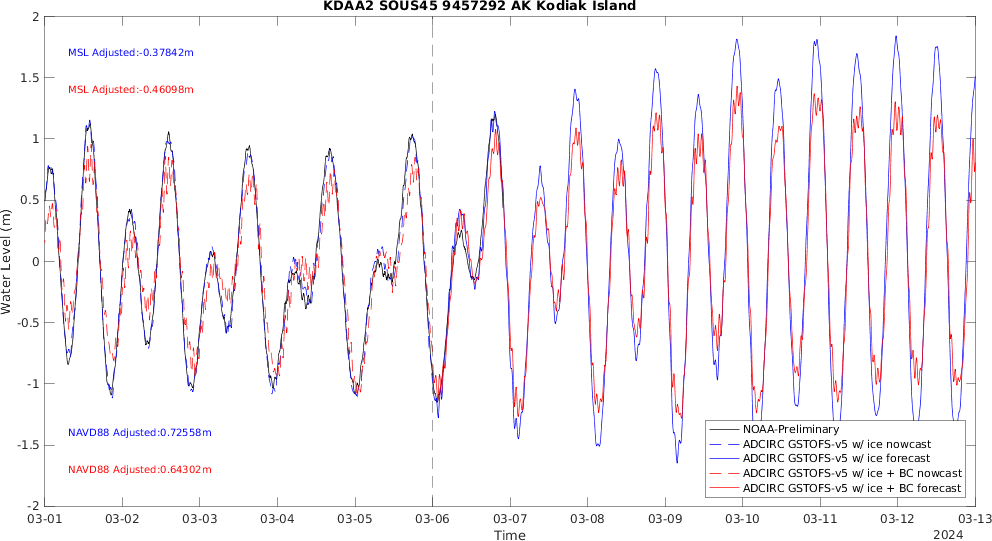 KDAA2 SOUS45 9457292 AK Kodiak Island
Water Level (m)
2
1.5
1
0.5
0
-0.5
-1
-1.5
-2
MSL Adjusted:-0.37842m
MSL Adjusted:-0.46098m
NAVD88 Adjusted:0.72558m
NAVD88 Adjusted:0.64302m
NOAA-Preliminary
ADCIRC GSTOFS-v5 w/ ice nowcast
ADCIRC GSTOFS-v5 w/ ice forecast
ADCIRC GSTOFS-v5 w/ ice + BC nowcast
ADCIRC GSTOFS-v5 w/ ice + BC forecast
03-01 03-02 03-03 03-04 03-05 03-06 03-07 03-08 03-09 03-10 03-11 03-12 03-13
Time
2024